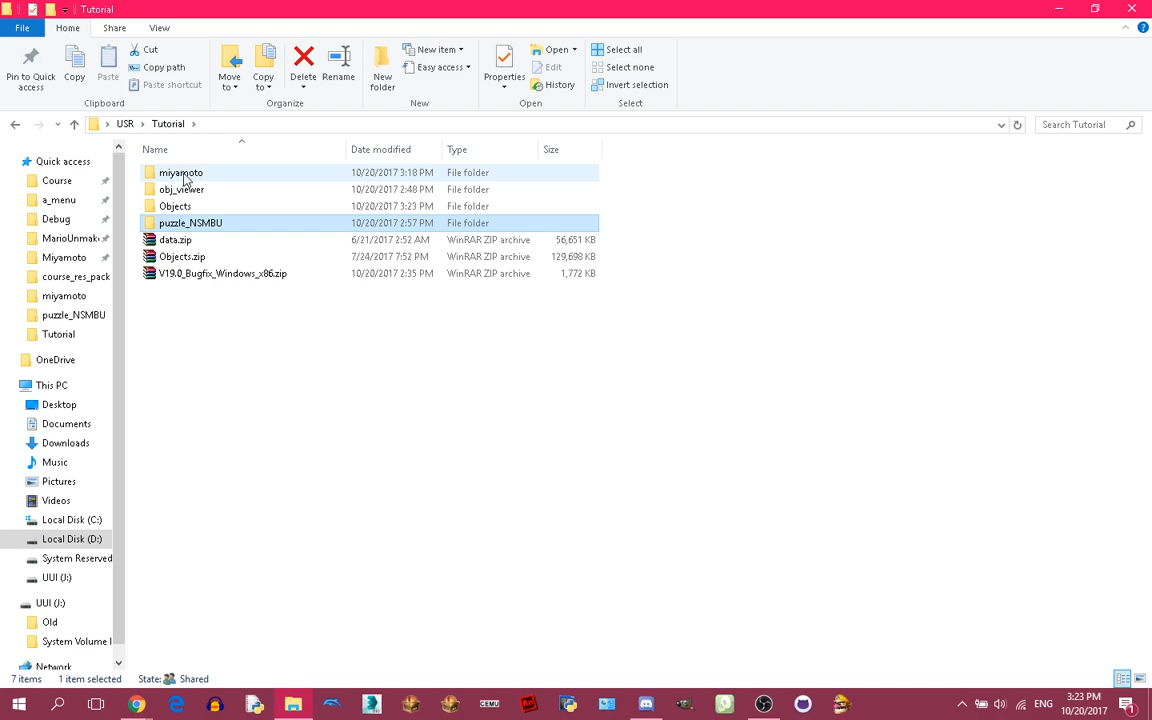 Tutorial
File Home Share View
Pin to Quick access
Copy
Paste
Cut
Copy path
Paste shortcut
Clipboard
Move to
Copy to
Delete
Rename
Organize
New folder
New item
Easy access
New
Properties
Open
Edit
History
Open
Select all
Select none
Invert selection
Select
USR Tutorial
Search Tutorial
Name Date modified Type Size
miyamoto 10/20/2017 3:18 PM File folder
obj_viewer 10/20/2017 2:48 PM File folder
Objects 10/20/2017 3:23 PM File folder
puzzle_NSMBU 10/20/2017 2:57 PM File folder
data.zip 6/21/2017 2:52 AM WinRAR ZIP archive 56,651 KB
Objects.zip 7/24/2017 7:52 PM WinRAR ZIP archive 129,698 KB
V19.0_Bugfix_Windows_x86.zip 10/20/2017 2:35 PM WinRAR ZIP archive 1,772 KB
Quick access
Course
a_menu
Debug
MarioUnmak
Miyamoto
course_res_pack
miyamoto
puzzle_NSMBU
Tutorial
OneDrive
This PC
Desktop
Documents
Downloads
Music
Pictures
Videos
Local Disk (C:)
Local Disk (D:)
System Reserved
UUI (J:)
UUI (J:)
Old
System Volume I
Network
7 items 1 item selected State: Shared
CEMU
ENG
3:23 PM
10/20/2017
1